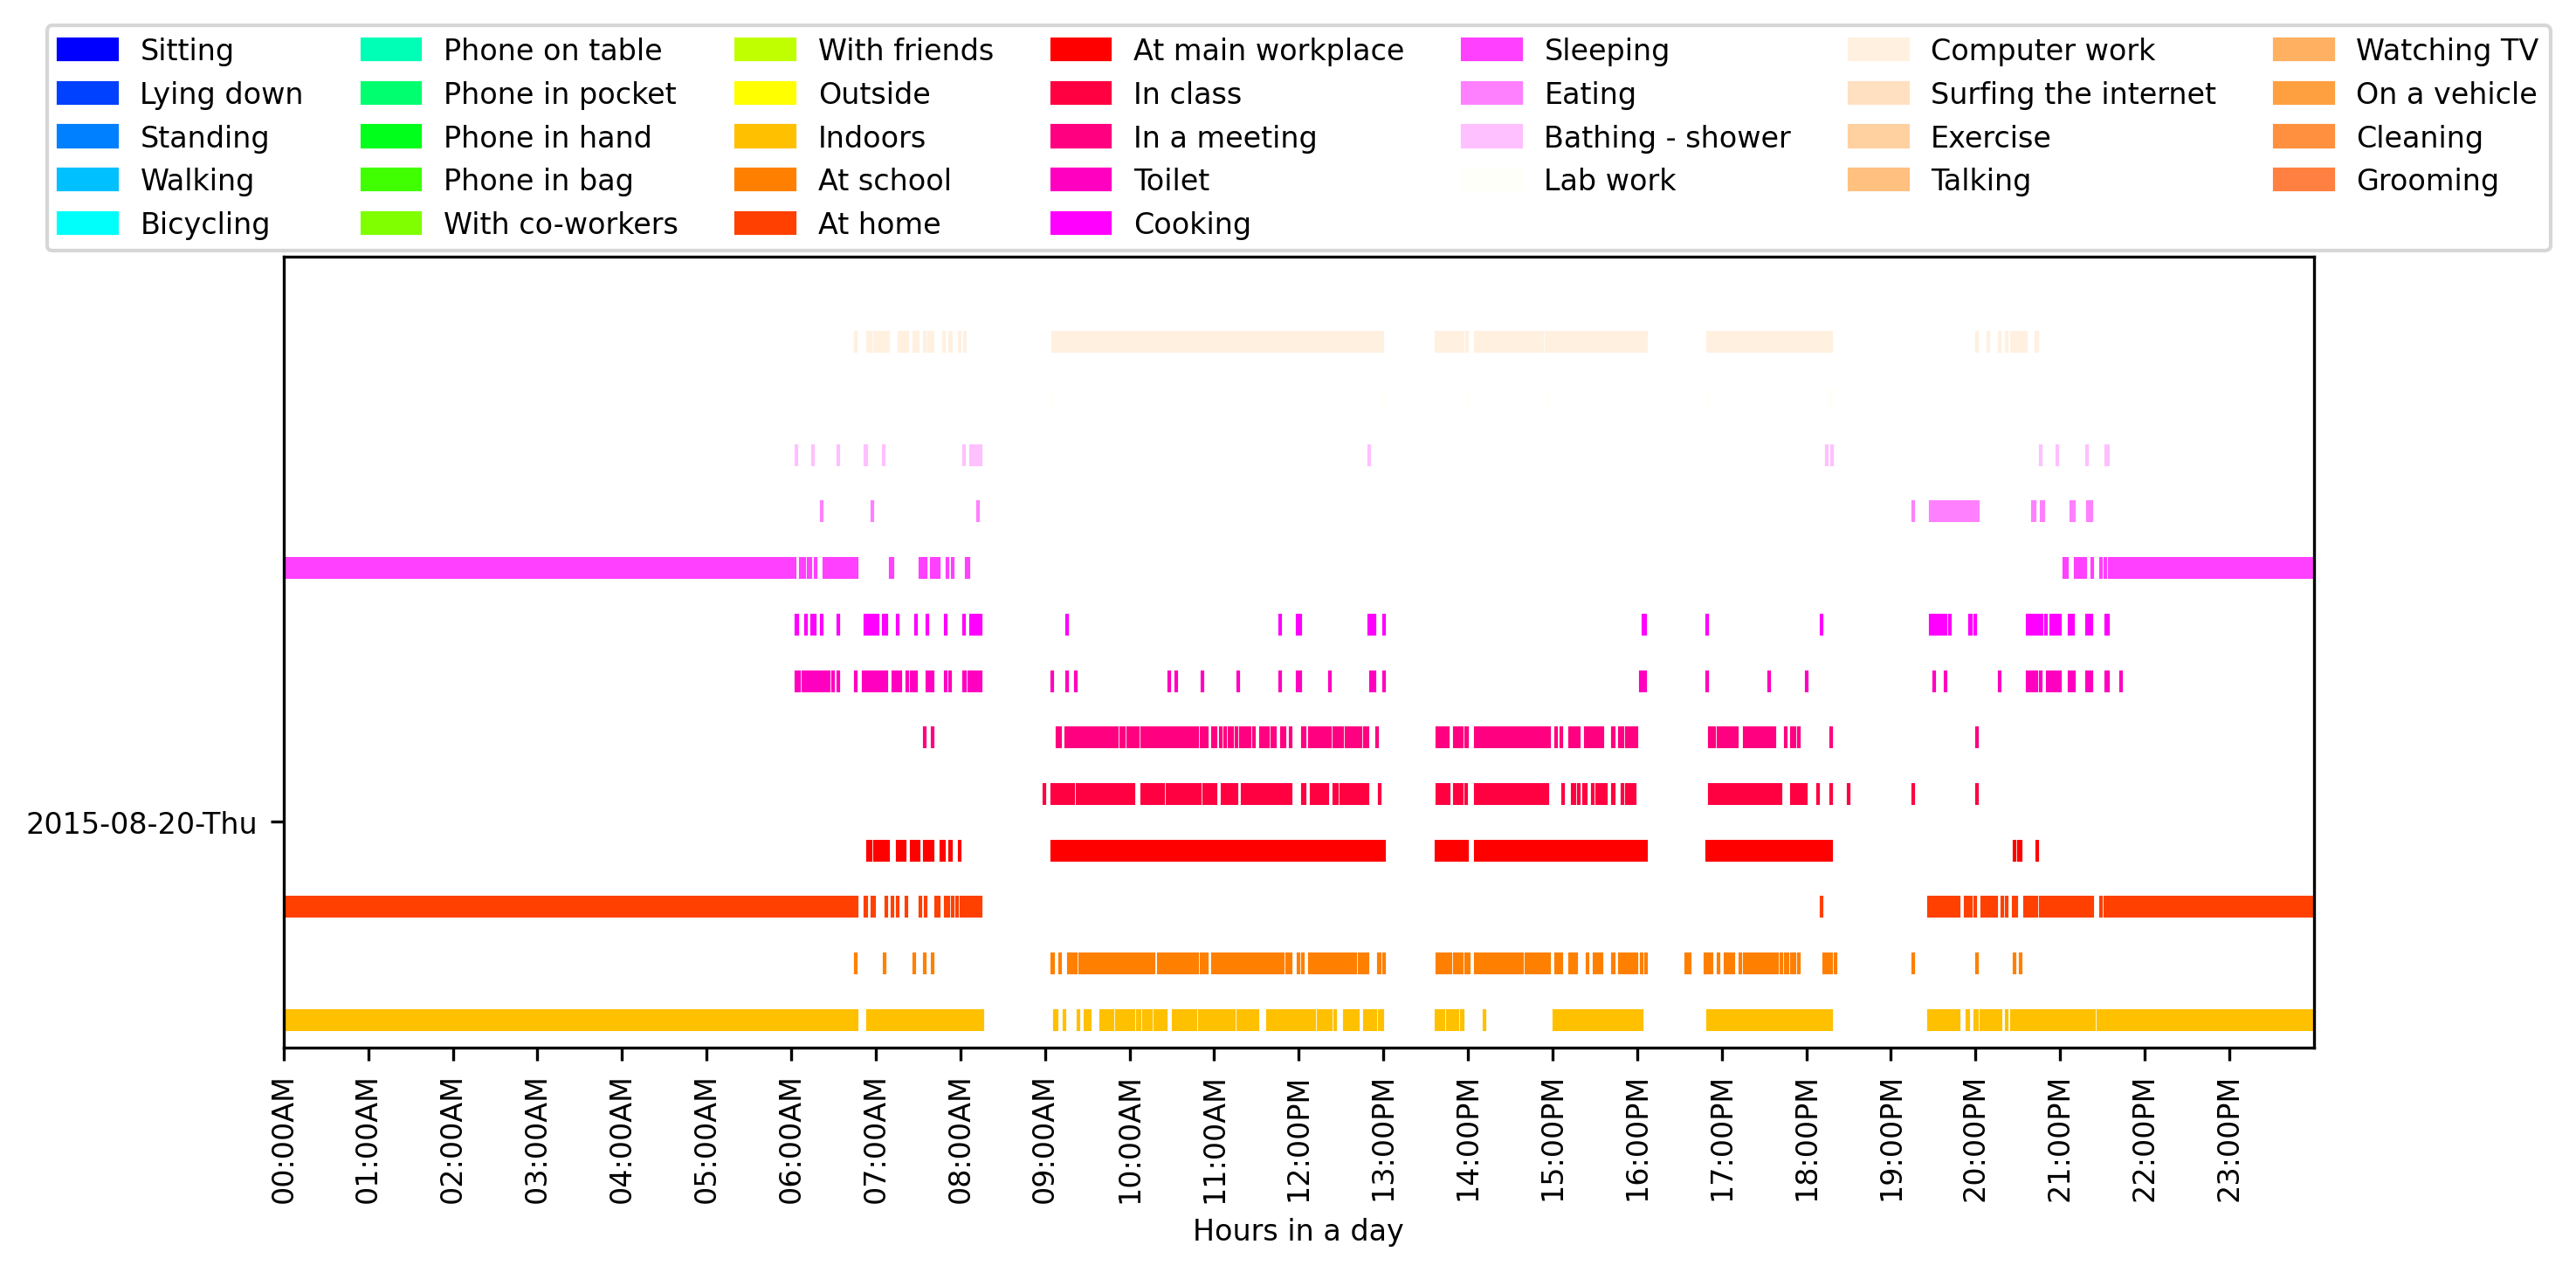 Sitting Phone on table With friends At main workplace Sleeping Computer work Watching TV
Lying down Phone in pocket Outside In class Eating Surfing the internet On a vehicle
Standing Phone in hand Indoors In a meeting Bathing - shower Exercise Cleaning
Walking Phone in bag At school Toilet Lab work Talking Grooming
Bicycling With co-workers At home Cooking
2015-08-20-Thu
00:00AM 01:00AM 02:00AM 03:00AM 04:00AM 05:00AM 06:00AM 07:00AM 08:00AM 09:00AM 10:00AM 11:00AM 12:00PM 13:00PM 14:00PM 15:00PM 16:00PM 17:00PM 18:00PM 19:00PM 20:00PM 21:00PM 22:00PM 23:00PM
Hours in a day